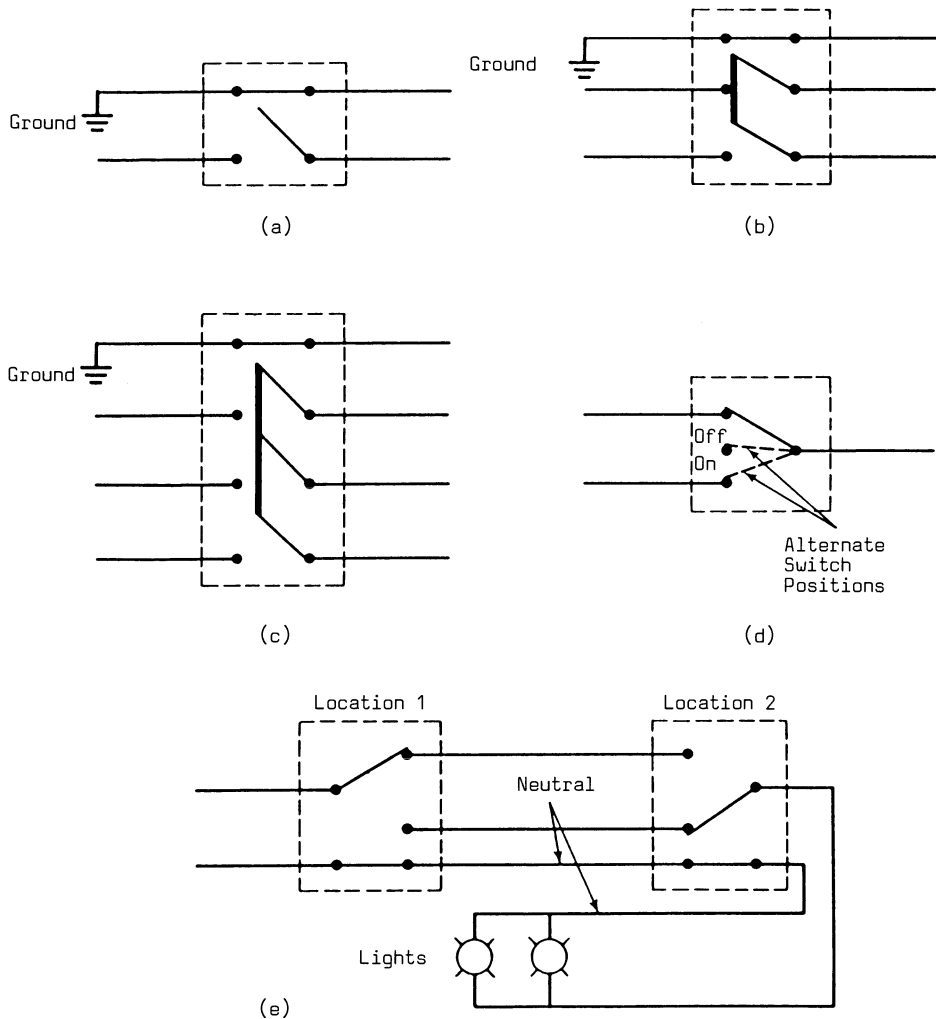 Ground
Ground
(a)
(b)
Ground
Off
On
Alternate
Switch
Positions
(c)
(d)
Location 1
Location 2
Neutral
Lights
(e)